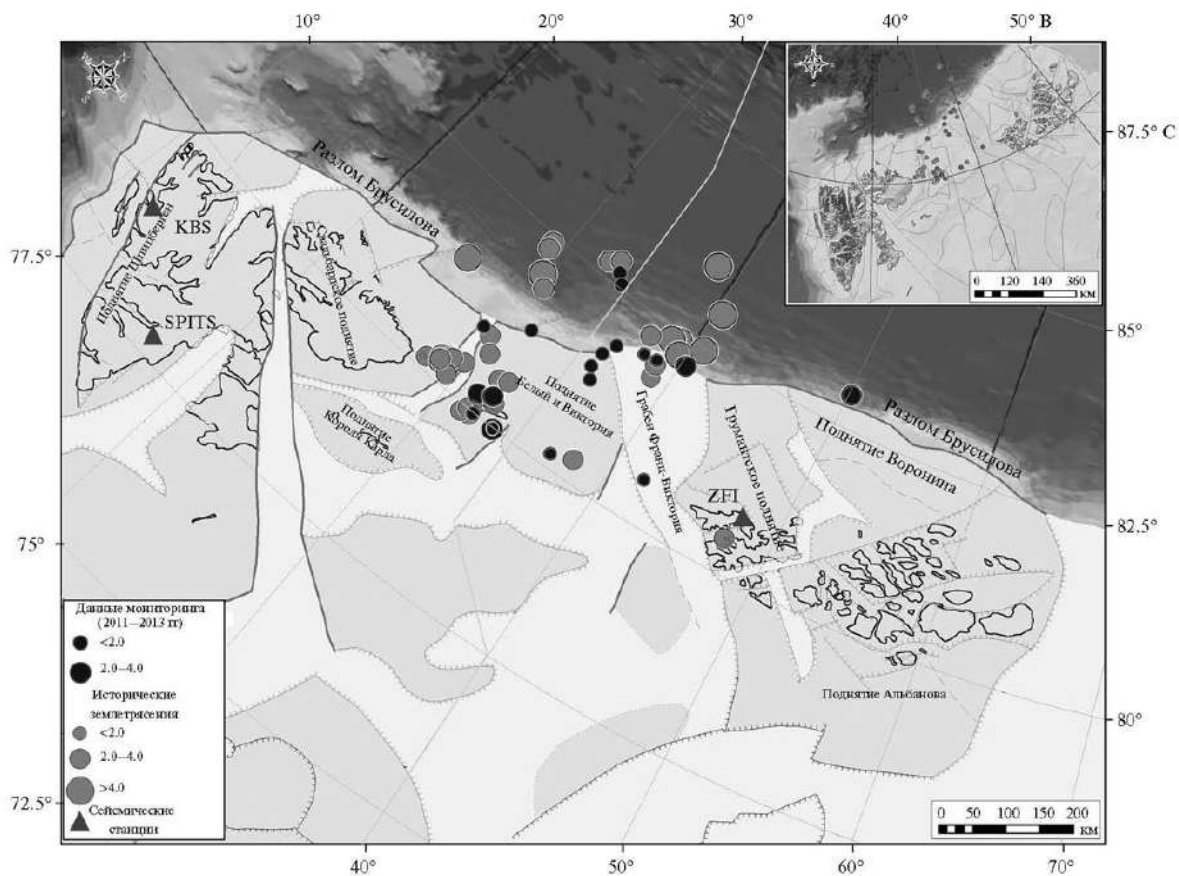 10°
20°
30°
40°
50° В
87.5° С
85°
82.5°
80°
77.5°
75°
72.5°
40°
50°
60°
70°
Разлом Брусилова
KBS
Поднятие Шпицберген
SPITS
Свальбардское поднятие
Поднятие
Короля Карла
Поднятие
Белый и Виктория
Грабен Франц-Виктория
ZFI
Грумантское поднятие
Поднятие Воронина
Разлом Брусилова
Поднятие Альбанова
0 120 140 360
км
Данные мониторинга
(2011—2013 гг)
<2.0
2.0–4.0
Исторические
землетрясения
<2.0
2.0–4.0
>4.0
Сейсмические
станции
0 50 100 150 200
км